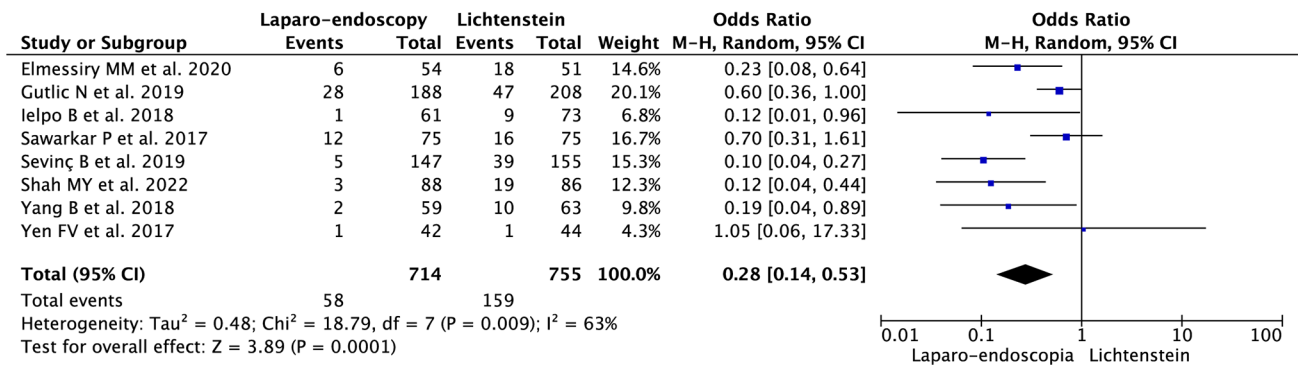 Laparo-endoscopy Lichtenstein Odds Ratio Odds Ratio
Study or Subgroup Events Total Events Total Weight M-H, Random, 95% CI M-H, Random, 95% CI
Elmessiry MM et al. 2020 6 54 18 51 14.6% 0.23 [0.08, 0.64]
Gutlic N et al. 2019 28 188 47 208 20.1% 0.60 [0.36, 1.00]
Ielpo B et al. 2018 1 61 9 73 6.8% 0.12 [0.01, 0.96]
Sawarkar P et al. 2017 12 75 16 75 16.7% 0.70 [0.31, 1.61]
Sevinç B et al. 2019 5 147 39 155 15.3% 0.10 [0.04, 0.27]
Shah MY et al. 2022 3 88 19 86 12.3% 0.12 [0.04, 0.44]
Yang B et al. 2018 2 59 10 63 9.8% 0.19 [0.04, 0.89]
Yen FV et al. 2017 1 42 1 44 4.3% 1.05 [0.06, 17.33]
Total (95% CI) 714 755 100.0% 0.28 [0.14, 0.53]
Total events 58 159
Heterogeneity: Tau² = 0.48; Chi² = 18.79, df = 7 (P = 0.009); I² = 63%
Test for overall effect: Z = 3.89 (P = 0.0001)
0.01 0.1 1 10 100
Laparo-endoscopia Lichtenstein